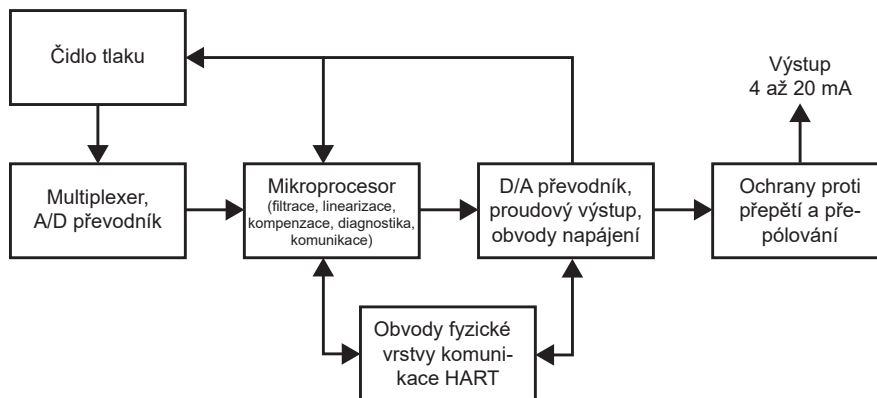 Čidlo tlaku
Výstup
4 až 20 mA
Multiplexer,
A/D převodník
Mikroprocesor
(filtrace, linearizace,
kompenzace, diagnostika,
komunikace)
D/A převodník,
proudový výstup,
obvody napájení
Ochrany proti
přepětí a pře-
pólování
Obvody fyzické
vrstvy komuni-
kace HART